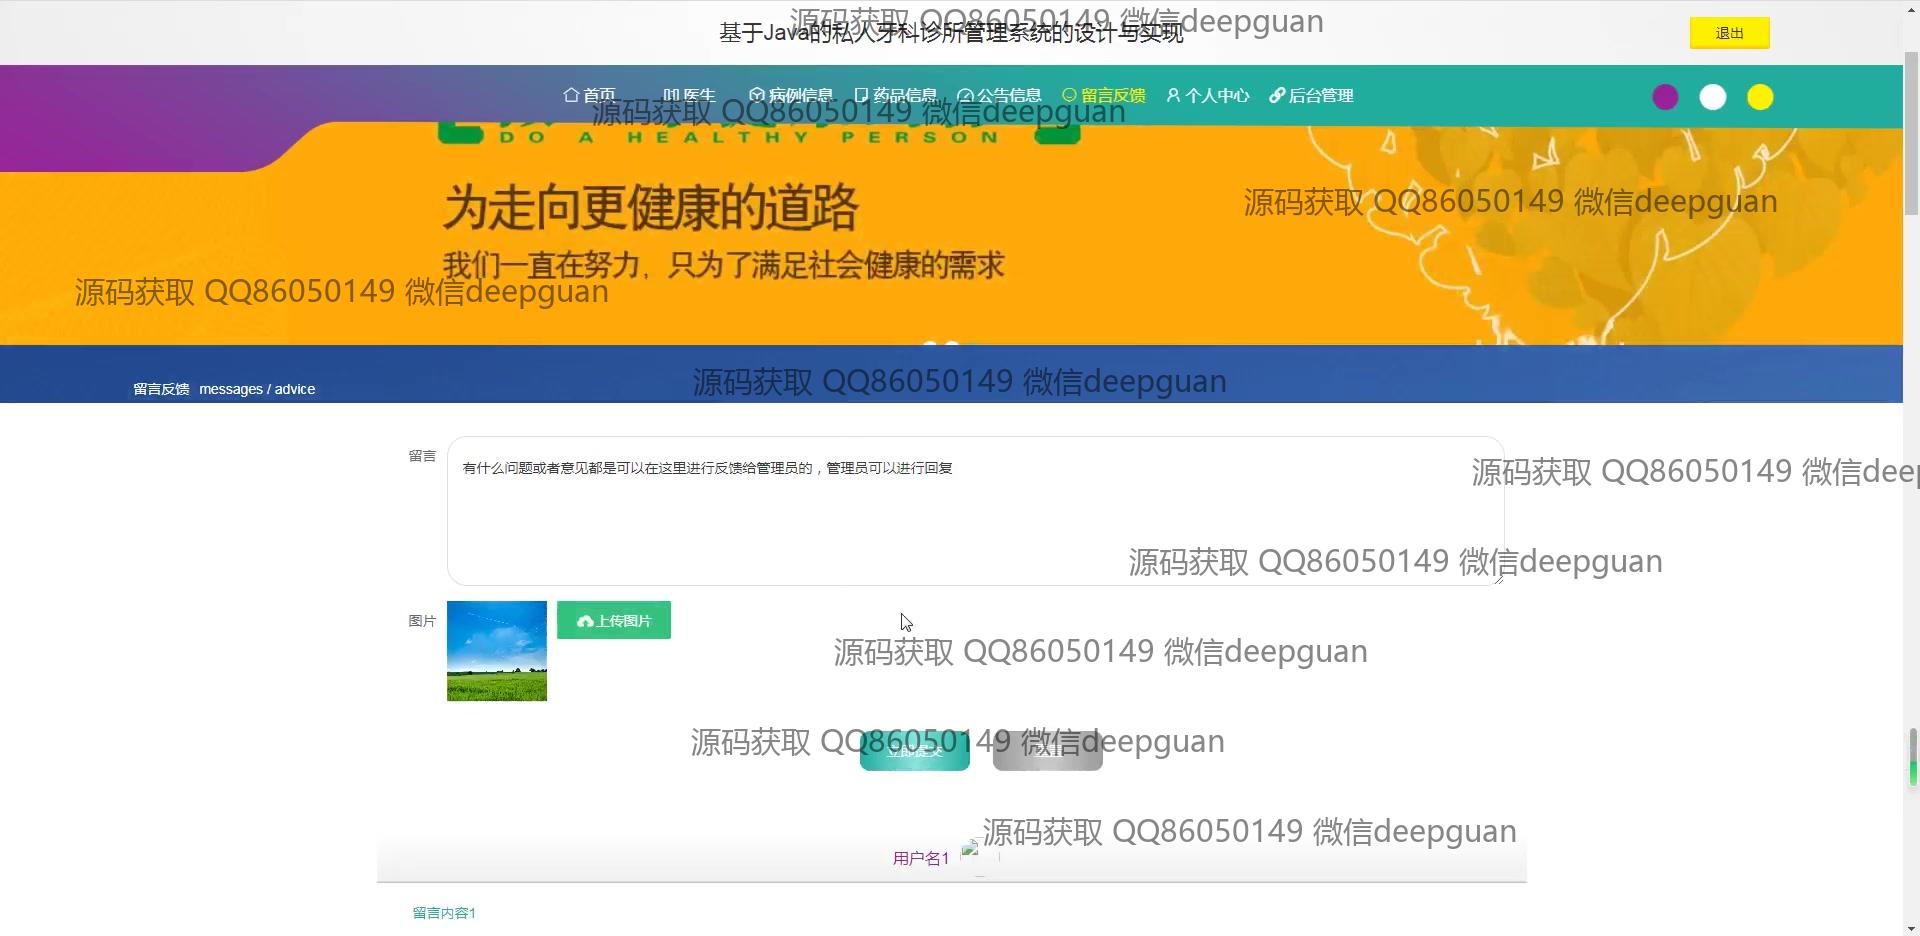 源码获取 QQ86050149 微信deepguan
基于Java的私人牙科诊所管理系统的设计与实现
退出
首页 医生 病例信息 药品信息 公告信息 留言反馈 个人中心 后台管理
源码获取 QQ86050149 微信deepguan
DO A HEALTHY PERSON
为走向更健康的道路
源码获取 QQ86050149 微信deepguan
我们一直在努力，只为了满足社会健康的需求
源码获取 QQ86050149 微信deepguan
源码获取 QQ86050149 微信deepguan
留言反馈 messages / advice
留言
有什么问题或者意见都是可以在这里进行反馈给管理员的，管理员可以进行回复
源码获取 QQ86050149 微信deep
源码获取 QQ86050149 微信deepguan
图片
上传图片
源码获取 QQ86050149 微信deepguan
源码获取 QQ86050149 微信deepguan
立即提交
源码获取 QQ86050149 微信deepguan
用户名1
留言内容1